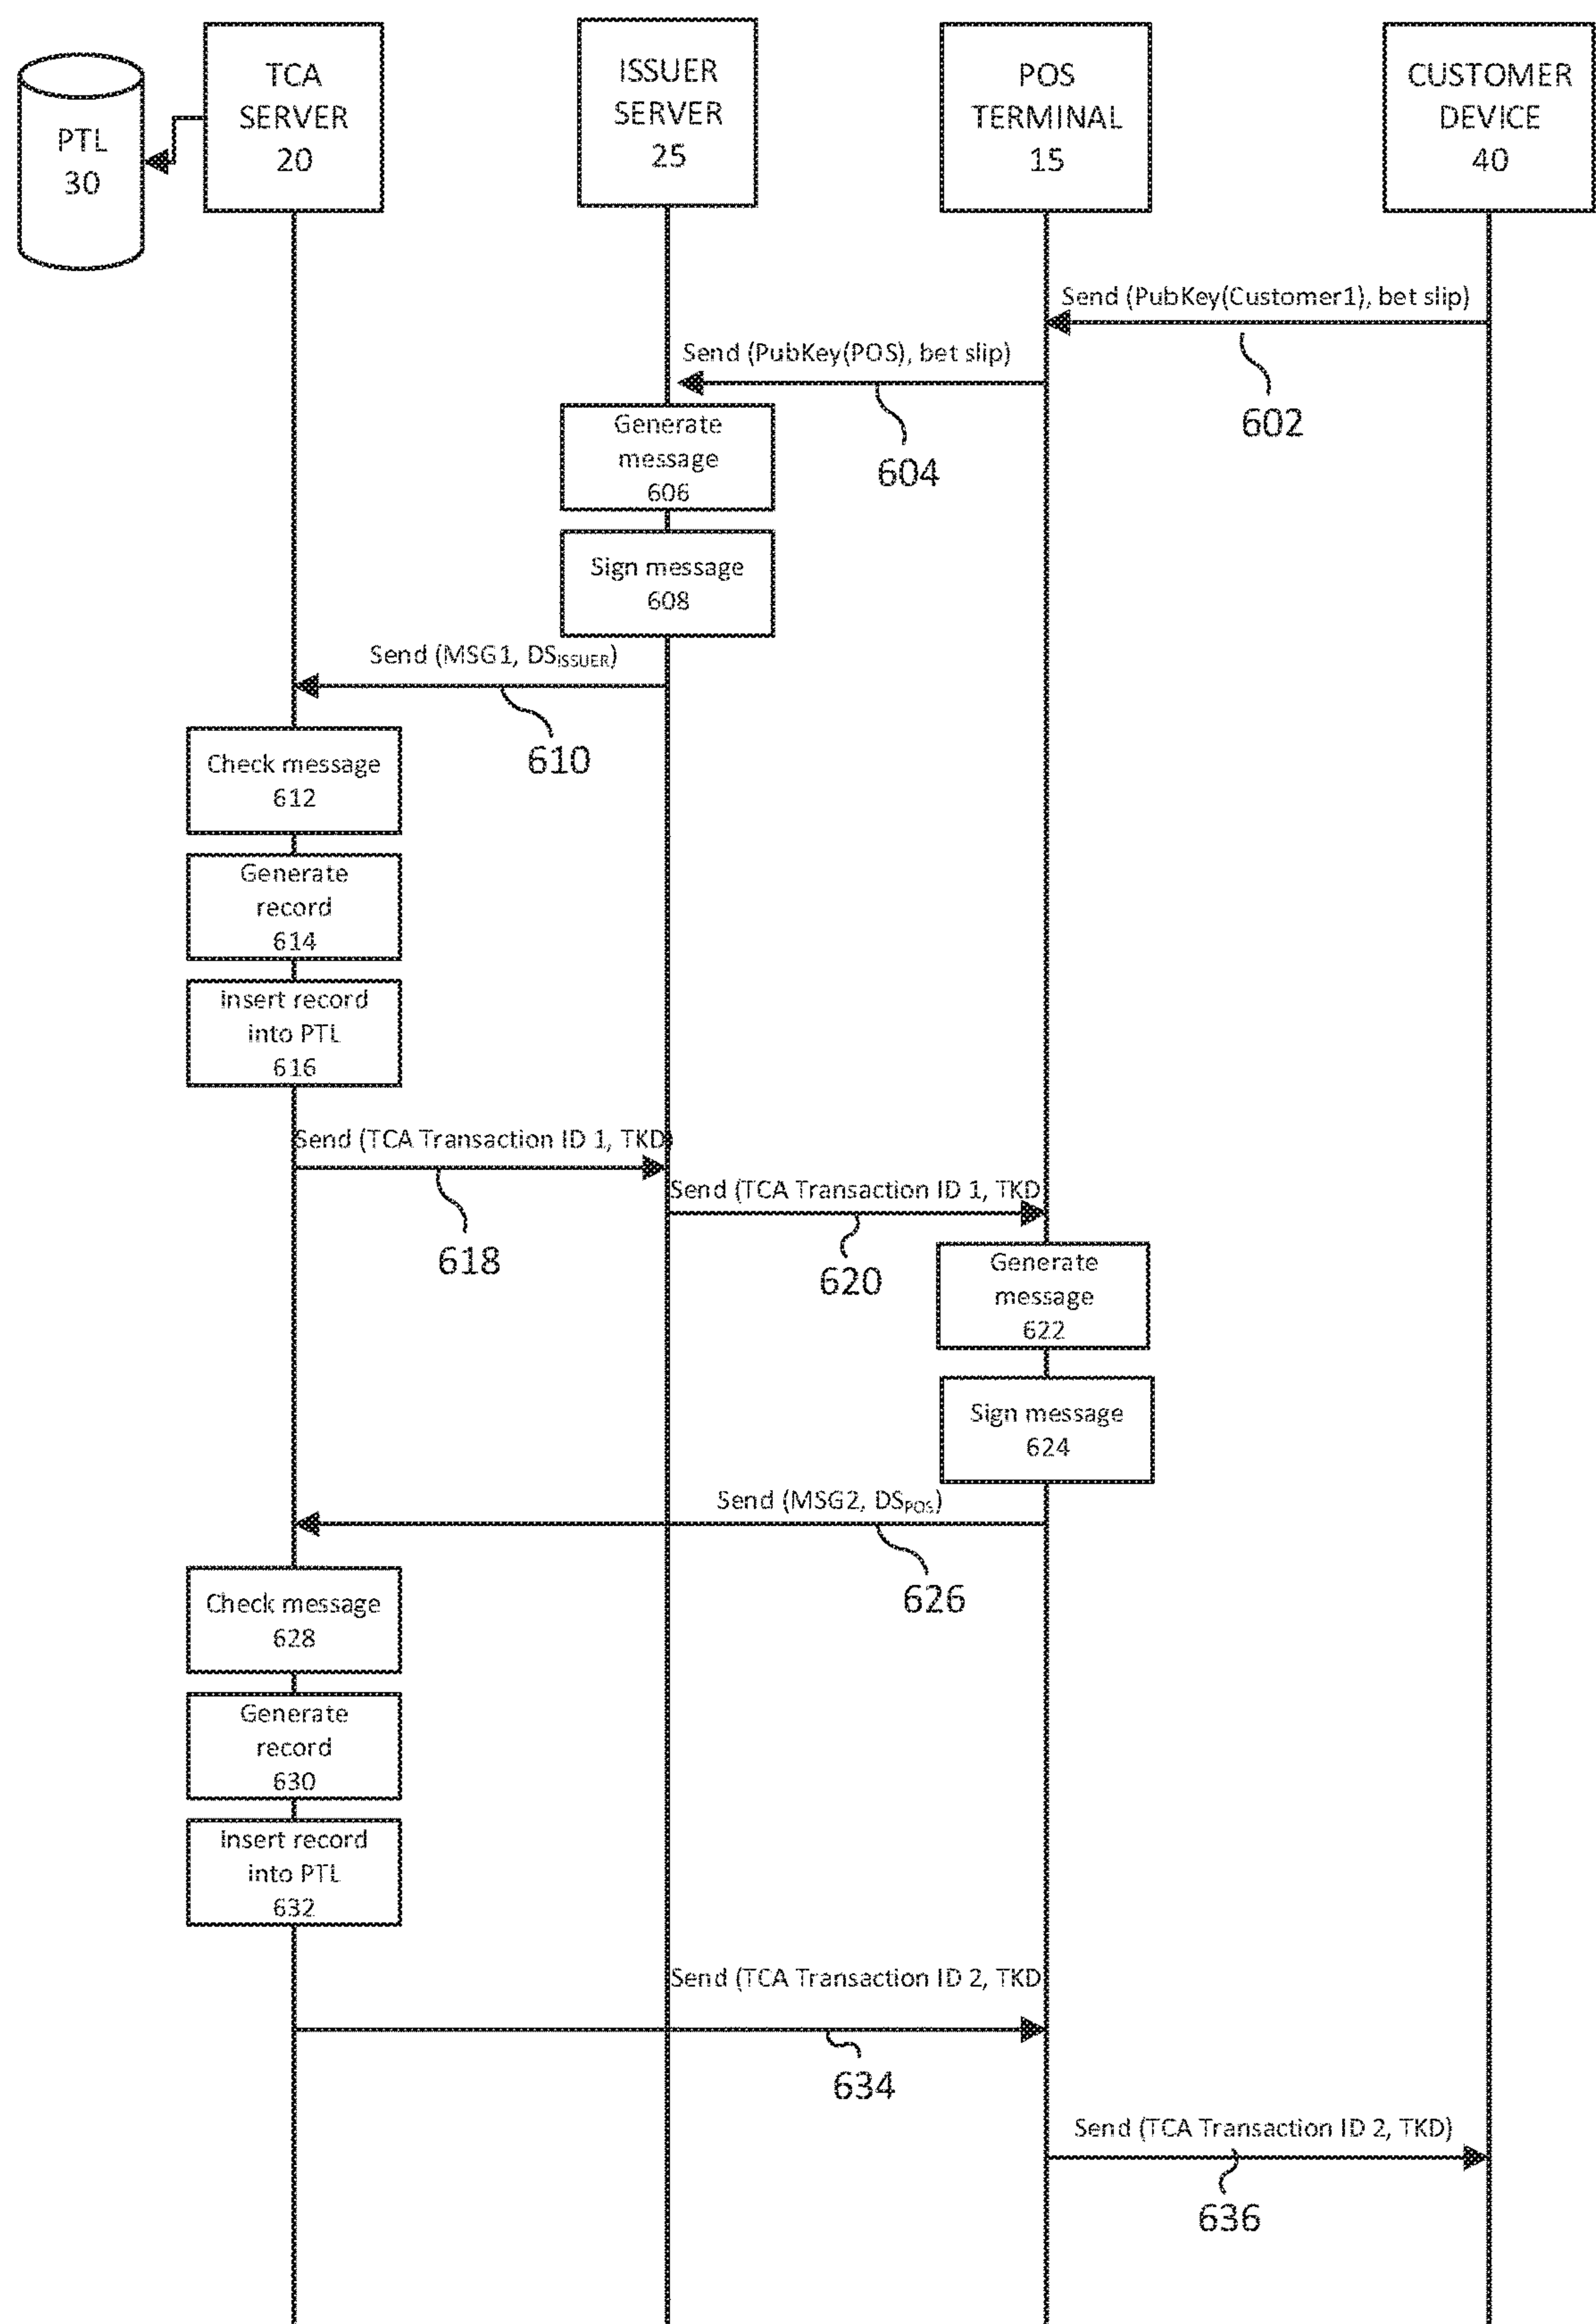 PTL
30
TCA
SERVER
20
ISSUER
SERVER
25
POS
TERMINAL
15
CUSTOMER
DEVICE
40
Send (PubKey(Customer1), bet slip)
602
Send (PubKey(POS), bet slip)
604
Generate
message
606
Sign message
608
Send (MSG1, DSISSUER)
610
Check message
612
Generate
record
614
Insert record
into PTL
616
Send (TCA Transaction ID 1, TKD)
618
Send (TCA Transaction ID 1, TKD
620
Generate
message
622
Sign message
624
Send (MSG2, DSPOS)
626
Check message
628
Generate
record
630
Insert record
into PTL
632
Send (TCA Transaction ID 2, TKD
634
Send (TCA Transaction ID 2, TKD)
636